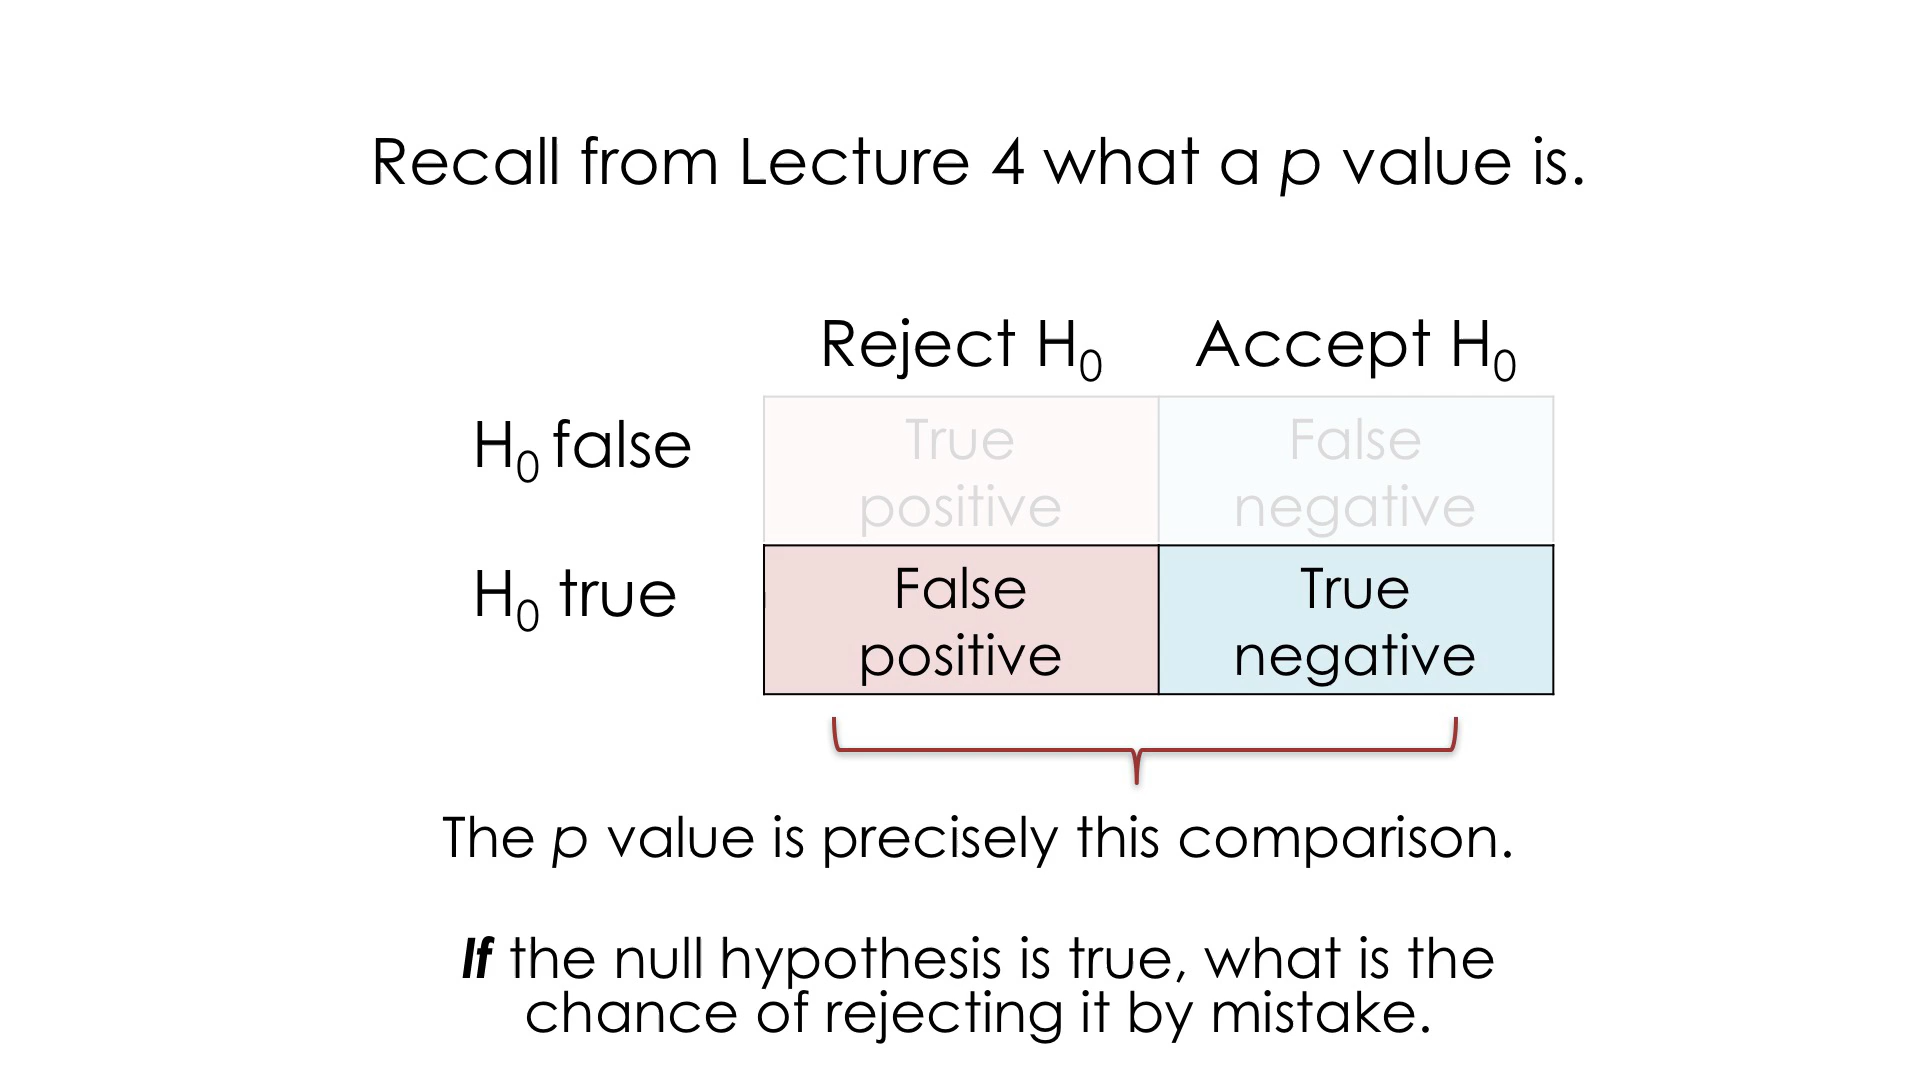 Recall from Lecture 4 what a p value is.
Reject H0 Accept H0
H0 false
True positive
False negative
H0 true
False positive
True negative
The p value is precisely this comparison.
If the null hypothesis is true, what is the
chance of rejecting it by mistake.